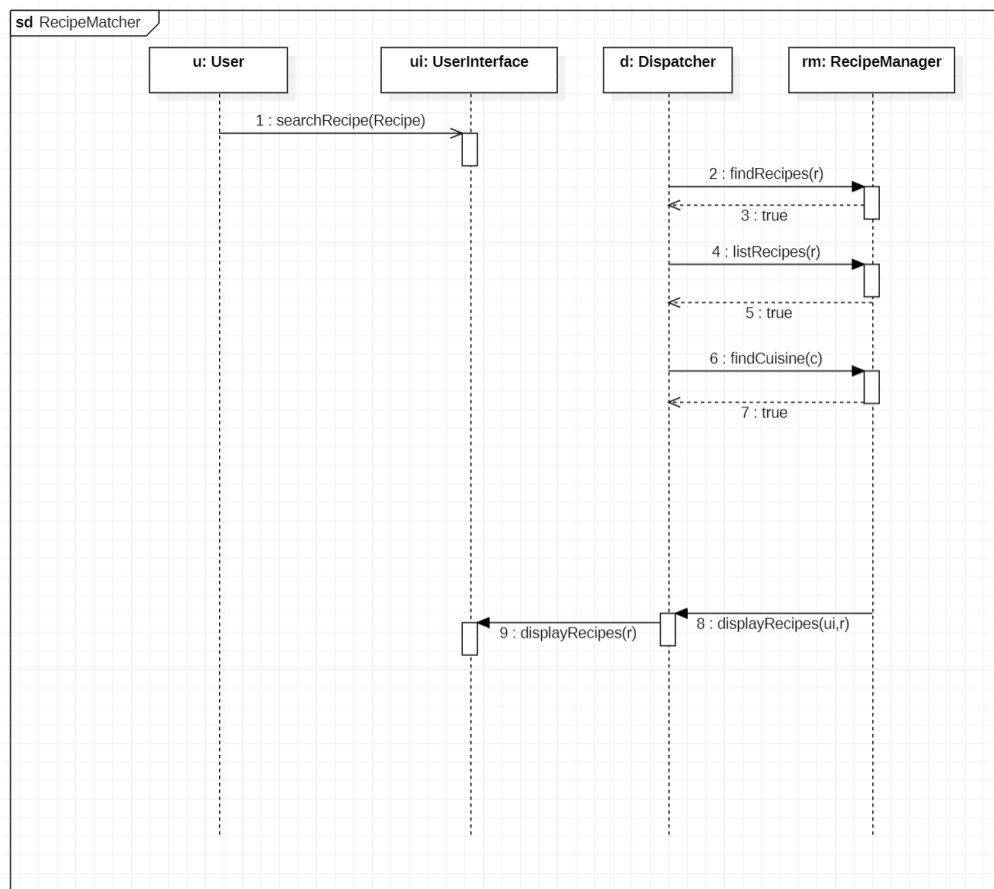 sd RecipeMatcher
u: User
ui: UserInterface
d: Dispatcher
rm: RecipeManager
1 : searchRecipe(Recipe)
2 : findRecipes(r)
3 : true
4 : listRecipes(r)
5 : true
6 : findCuisine(c)
7 : true
8 : displayRecipes(ui,r)
9 : displayRecipes(r)